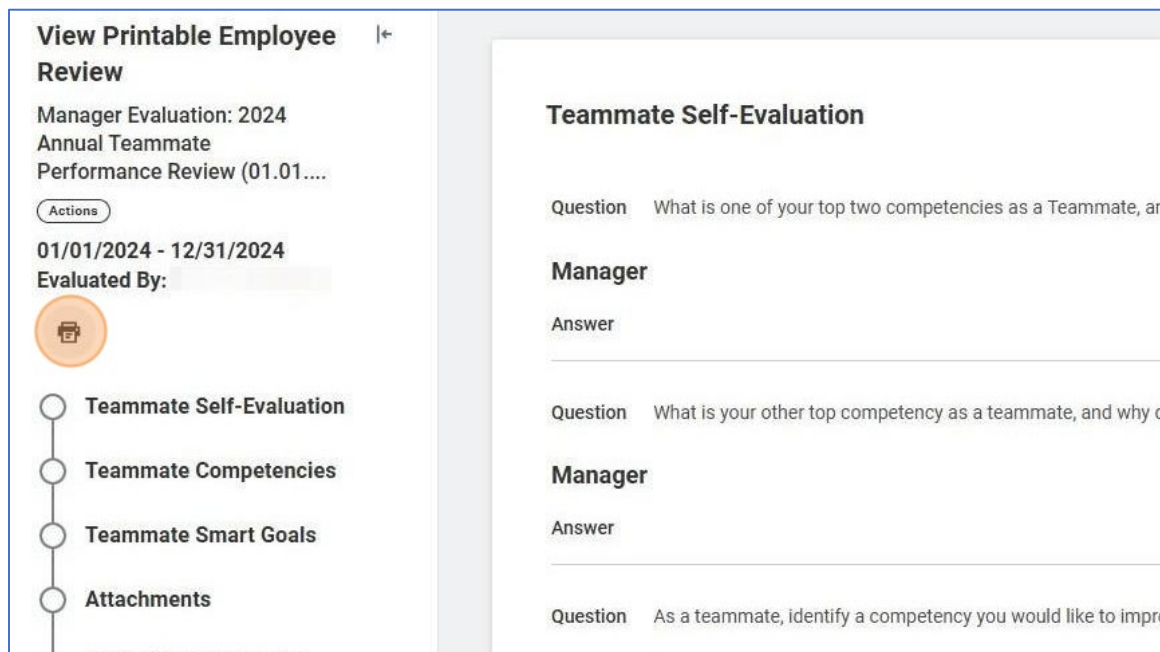 View Printable Employee
Review
Manager Evaluation: 2024
Annual Teammate
Performance Review (01.01....
Actions
01/01/2024 - 12/31/2024
Evaluated By:
Teammate Self-Evaluation
Teammate Competencies
Teammate Smart Goals
Attachments
Teammate Self-Evaluation
Question What is one of your top two competencies as a Teammate,
Manager
Answer
Question What is your other top competency as a teammate, and why
Manager
Answer
Question As a teammate, identify a competency you would like to